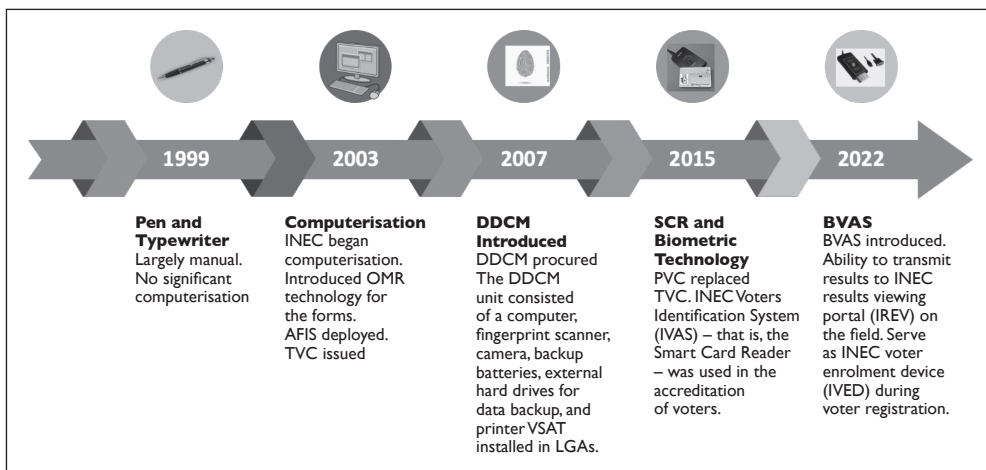 1999
2003
2007
2015
2022
Pen and
Typewriter
Largely manual.
No significant
computerisation
Computerisation
INEC began
computerisation.
Introduced OMR
technology for
the forms.
AFIS deployed.
TVC issued
DDCM
Introduced
DDCM procured
The DDCM
unit consisted
of a computer,
fingerprint scanner,
camera, backup
batteries, external
hard drives for
data backup, and
printer VSAT
installed in LGAs.
SCR and
Biometric
Technology
PVC replaced
TVC. INEC Voters
Identification System
(IVAS) – that is, the
Smart Card Reader
– was used in the
accreditation
of voters.
BVAS
BVAS introduced.
Ability to transmit
results to INEC
results viewing
portal (IREV) on
the field. Serve
as INEC voter
enrolment device
(IVED) during
voter registration.